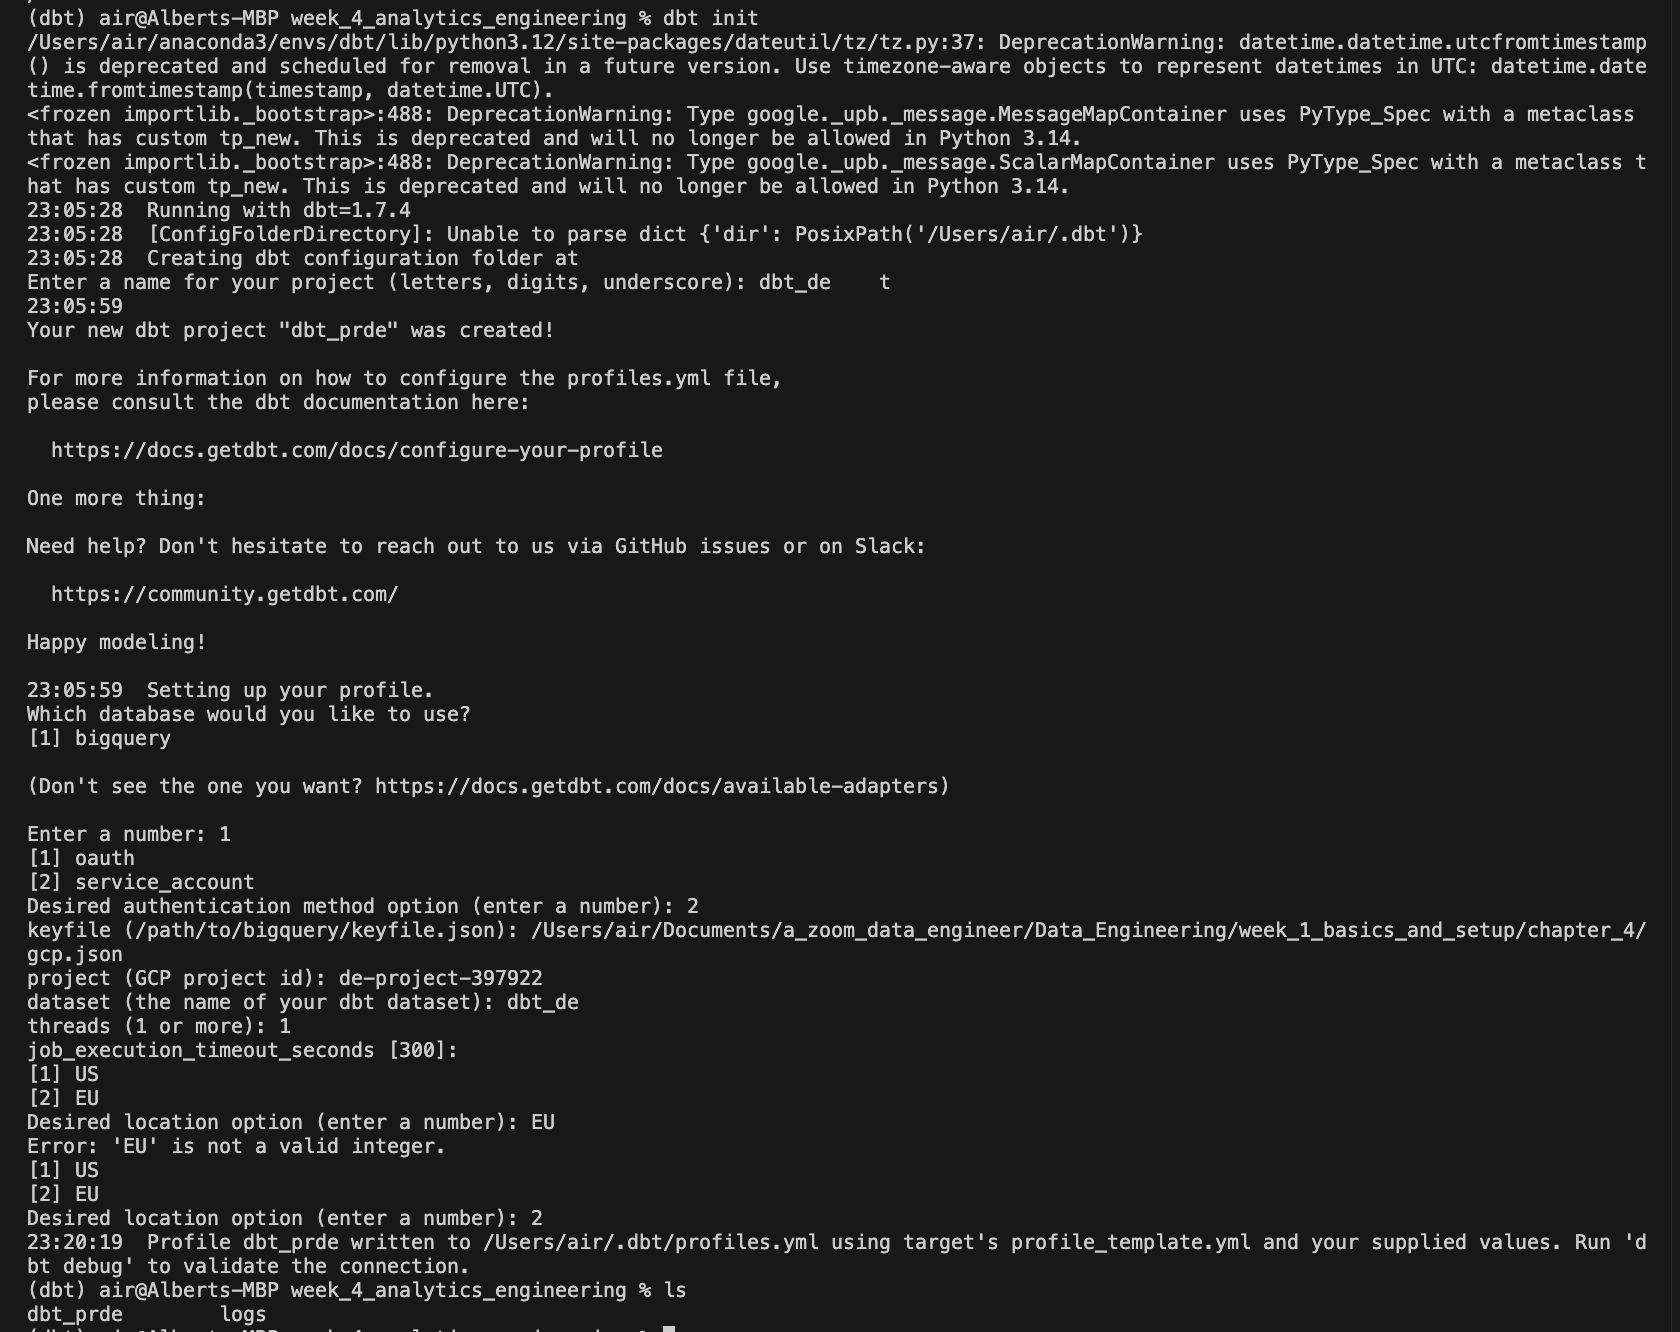 (dbt) air@Alberts-MBP week_4_analytics_engineering % dbt init
/Users/air/anaconda3/envs/dbt/lib/python3.12/site-packages/dateutil/tz/tz.py:37: DeprecationWarning: datetime.datetime.utcfromtimestamp
() is deprecated and scheduled for removal in a future version. Use timezone-aware objects to represent datetimes in UTC: datetime.date
time.fromtimestamp(timestamp, datetime.UTC).
<frozen importlib._bootstrap>:488: DeprecationWarning: Type google._upb._message.MessageMapContainer uses PyType_Spec with a metaclass
that has custom tp_new. This is deprecated and will no longer be allowed in Python 3.14.
<frozen importlib._bootstrap>:488: DeprecationWarning: Type google._upb._message.ScalarMapContainer uses PyType_Spec with a metaclass t
hat has custom tp_new. This is deprecated and will no longer be allowed in Python 3.14.
23:05:28  Running with dbt=1.7.4
23:05:28  [ConfigFolderDirectory]: Unable to parse dict {'dir': PosixPath('/Users/air/.dbt')}
23:05:28  Creating dbt configuration folder at
Enter a name for your project (letters, digits, underscore): dbt_de    t
23:05:59
Your new dbt project "dbt_prde" was created!

For more information on how to configure the profiles.yml file,
please consult the dbt documentation here:

  https://docs.getdbt.com/docs/configure-your-profile

One more thing:

Need help? Don't hesitate to reach out to us via GitHub issues or on Slack:

  https://community.getdbt.com/

Happy modeling!

23:05:59  Setting up your profile.
Which database would you like to use?
[1] bigquery

(Don't see the one you want? https://docs.getdbt.com/docs/available-adapters)

Enter a number: 1
[1] oauth
[2] service_account
Desired authentication method option (enter a number): 2
keyfile (/path/to/bigquery/keyfile.json): /Users/air/Documents/a_zoom_data_engineer/Data_Engineering/week_1_basics_and_setup/chapter_4/
gcp.json
project (GCP project id): de-project-397922
dataset (the name of your dbt dataset): dbt_de
threads (1 or more): 1
job_execution_timeout_seconds [300]:
[1] US
[2] EU
Desired location option (enter a number): EU
Error: 'EU' is not a valid integer.
[1] US
[2] EU
Desired location option (enter a number): 2
23:20:19  Profile dbt_prde written to /Users/air/.dbt/profiles.yml using target's profile_template.yml and your supplied values. Run 'd
bt debug' to validate the connection.
(dbt) air@Alberts-MBP week_4_analytics_engineering % ls
dbt_prde        logs